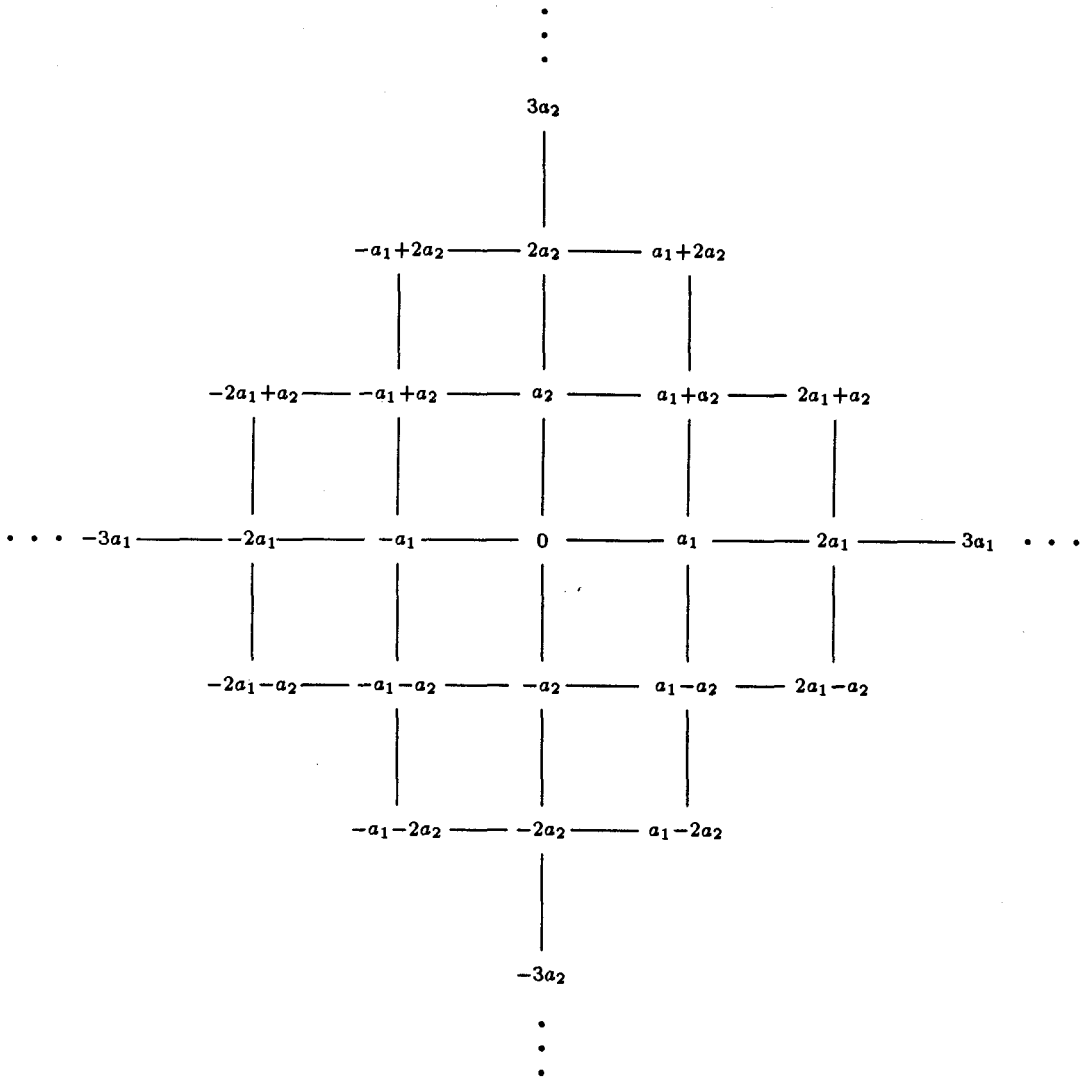 3a₂
−a₁+2a₂ 2a₂ a₁+2a₂
−2a₁+a₂ −a₁+a₂ a₂ a₁+a₂ 2a₁+a₂
· · · −3a₁ −2a₁ −a₁ 0 a₁ 2a₁ 3a₁ · · ·
−2a₁−a₂ −a₁−a₂ −a₂ a₁−a₂ 2a₁−a₂
−a₁−2a₂ −2a₂ a₁−2a₂
−3a₂